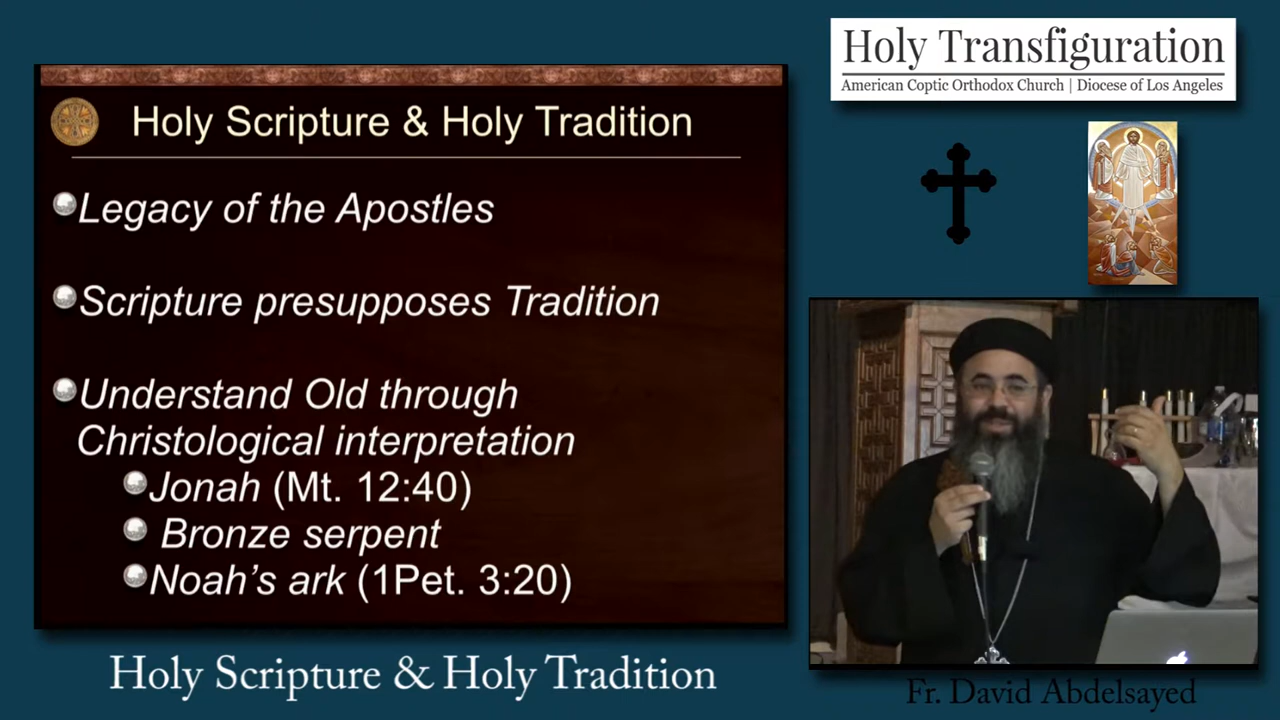 Holy Transfiguration
American Coptic Orthodox Church | Diocese of Los Angeles
Holy Scripture & Holy Tradition
Legacy of the Apostles
Scripture presupposes Tradition
Understand Old through
Christological interpretation
Jonah (Mt. 12:40)
Bronze serpent
Noah's ark (1Pet. 3:20)
Holy Scripture & Holy Tradition
Fr. David Abdelsayed